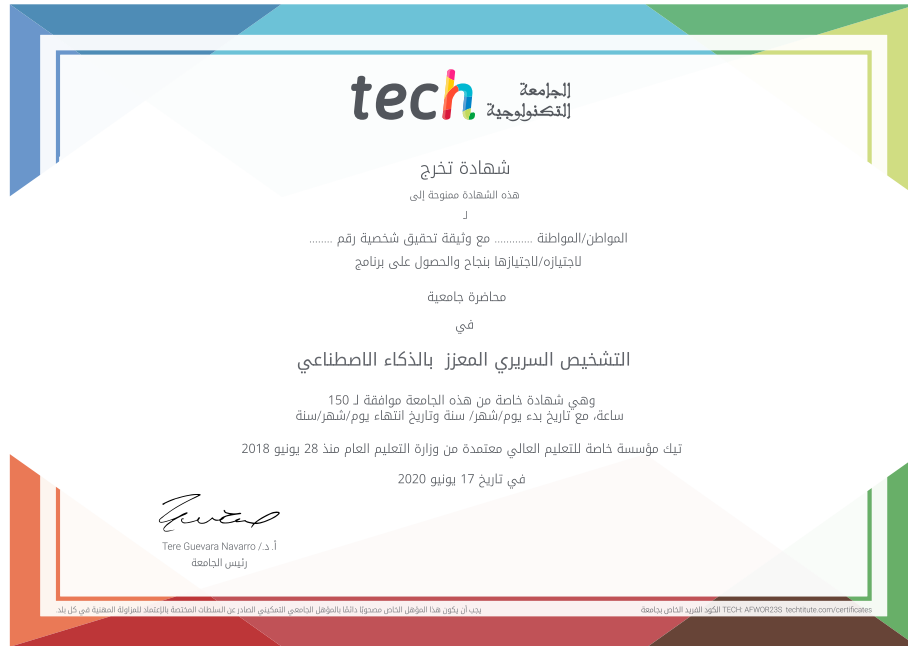 tech الجامعة
التكنولوجية
شهادة تخرج
هذه الشهادة ممنوحة إلى
لـ
المواطن/المواطنة ............ مع وثيقة تحقيق شخصية رقم ........
لاجتيازه/لاجتيازها بنجاح والحصول على برنامج
محاضرة جامعية
في
التشخيص السريري المعزز بالذكاء الاصطناعي
وهي شهادة خاصة من هذه الجامعة موافقة لـ 150
ساعة، مع تاريخ بدء يوم/شهر/ سنة وتاريخ انتهاء يوم/شهر/سنة
تيك مؤسسة خاصة للتعليم العالي معتمدة من وزارة التعليم العام منذ 28 يونيو 2018
في تاريخ 17 يونيو 2020
أ. د./ Tere Guevara Navarro
رئيس الجامعة
يجب أن يكون هذا المؤهل الخاص مصحوبًا دائمًا بالمؤهل الجامعي التمكيني الصادر عن السلطات المختصة بالإعتماد للمزاولة المهنية في كل بلد.
الكود الفريد الخاص بجامعة TECH: AFWOR23S techtitute.com/certificates